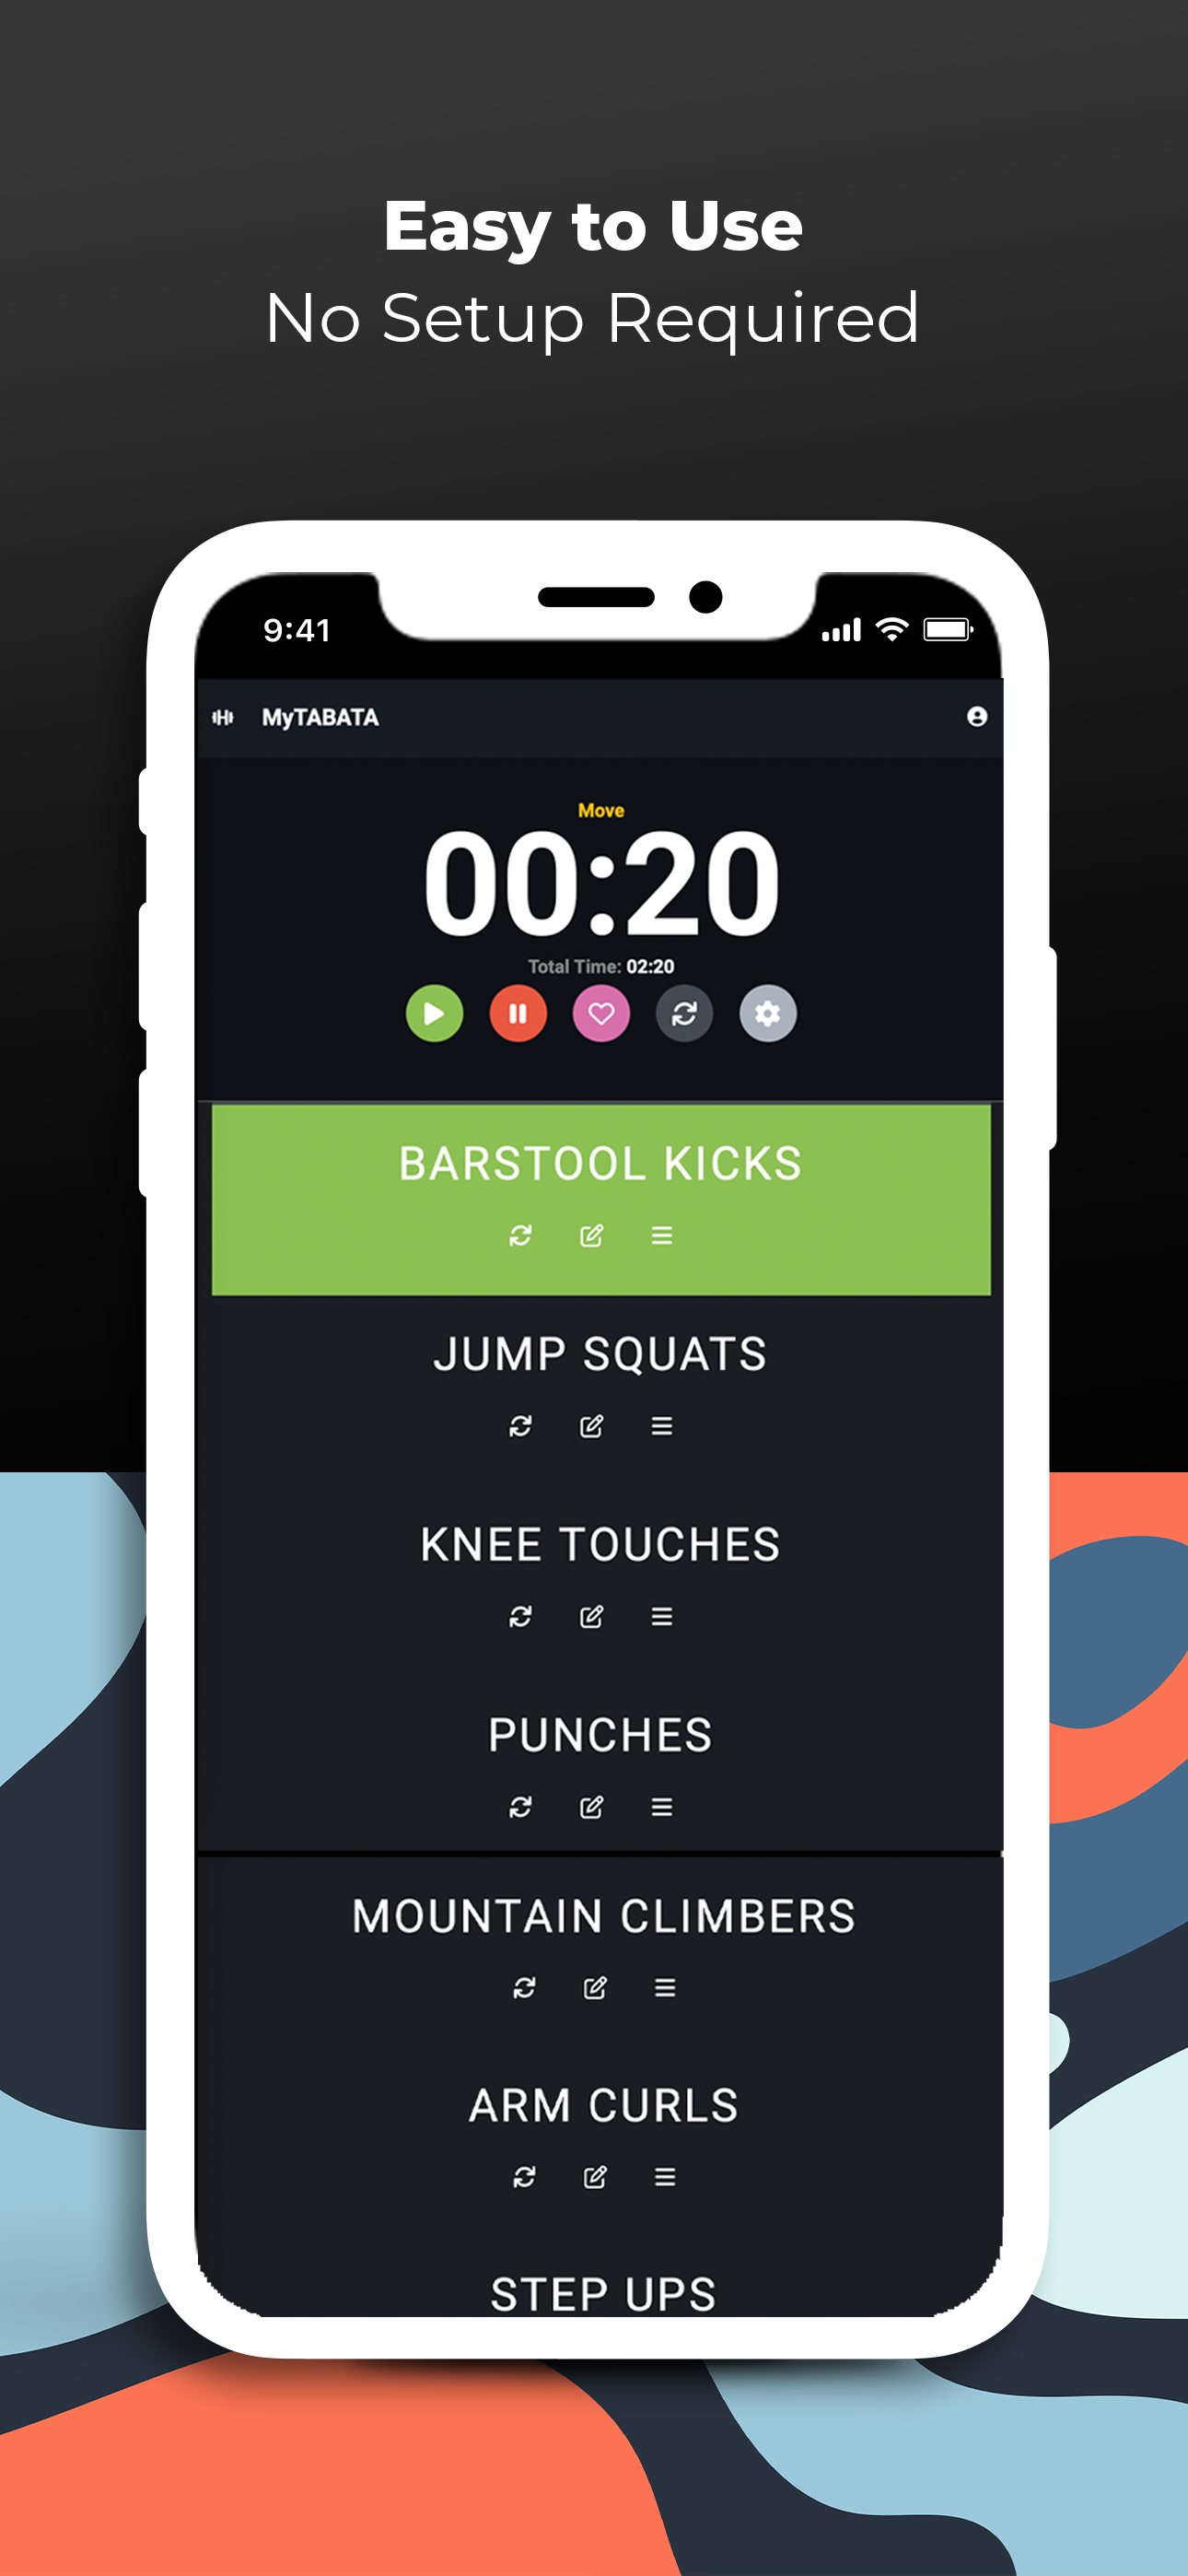 Easy to Use
No Setup Required
9:41
MyTABATA
Move
00:20
Total Time: 02:20
BARSTOOL KICKS
JUMP SQUATS
KNEE TOUCHES
PUNCHES
MOUNTAIN CLIMBERS
ARM CURLS
STEP UPS